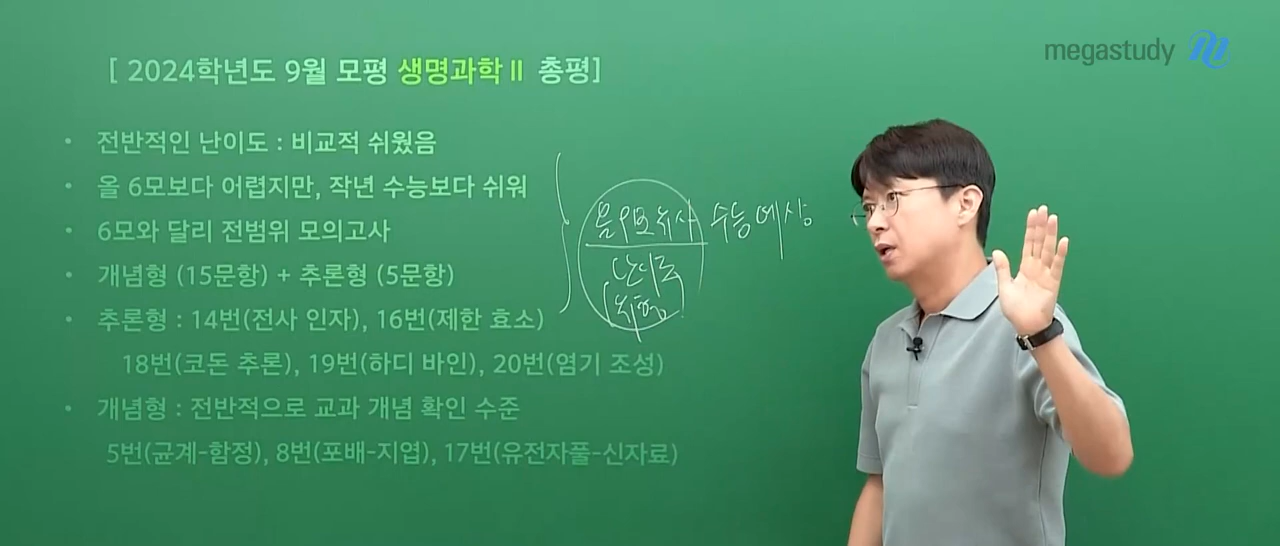 megastudy
[ 2024학년도 9월 모평 생명과학 II 총평]
• 전반적인 난이도 : 비교적 쉬웠음
• 올 6모보다 어렵지만, 작년 수능보다 쉬워
• 6모와 달리 전범위 모의고사
• 개념형 (15문항) + 추론형 (5문항)
• 추론형 : 14번(전사 인자), 16번(제한 효소)
18번(코돈 추론), 19번(하디 바인), 20번(염기 조성)
• 개념형 : 전반적으로 교과 개념 확인 수준
5번(균계-함정), 8번(포배-지엽), 17번(유전자풀-신자료)
유사 수능 예상
난이도